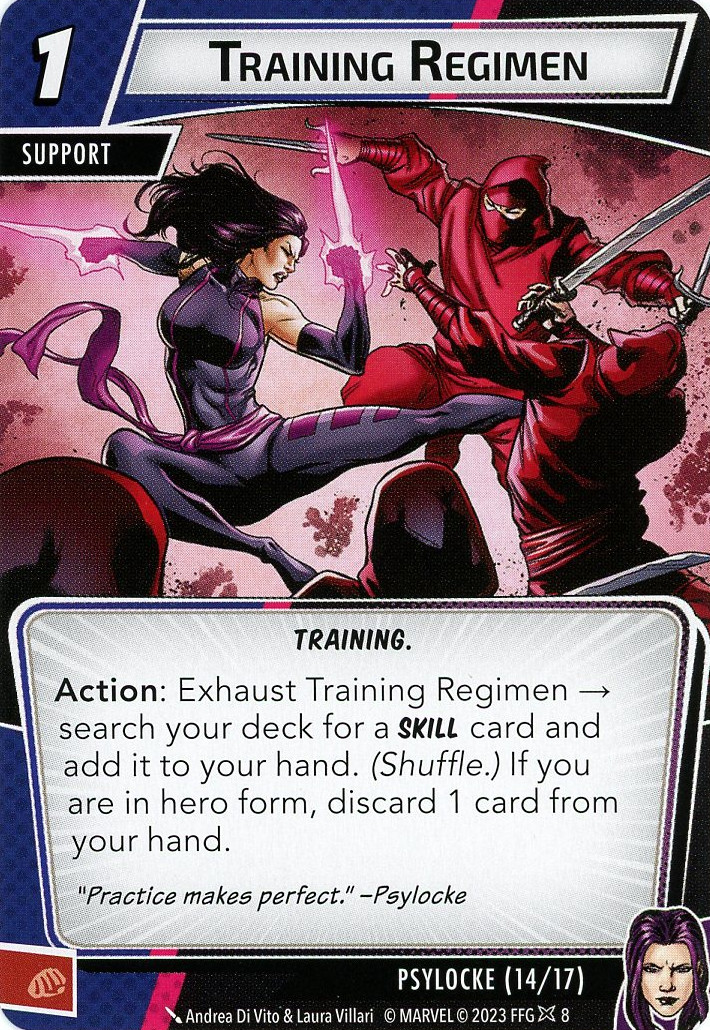 1
TRAINING REGIMEN
SUPPORT
TRAINING.
Action: Exhaust Training Regimen →
search your deck for a SKILL card and
add it to your hand. (Shuffle.) If you
are in hero form, discard 1 card from
your hand.
"Practice makes perfect." –Psylocke
PSYLOCKE (14/17)
Andrea Di Vito & Laura Villari © MARVEL © 2023 FFG 8